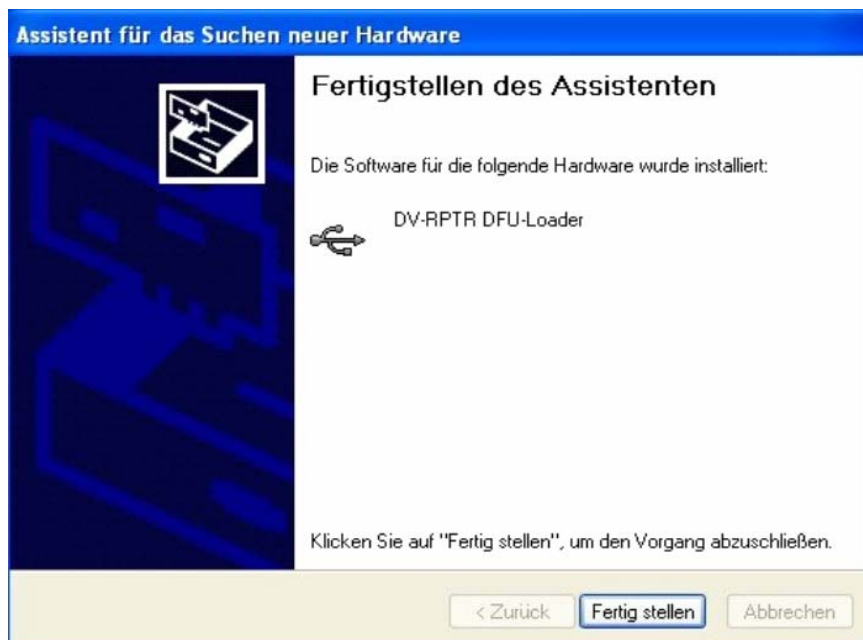 Assistent für das Suchen neuer Hardware
Fertigstellen des Assistenten
Die Software für die folgende Hardware wurde installiert:
DV-RPTR DFU-Loader
Klicken Sie auf "Fertig stellen", um den Vorgang abzuschließen.
< Zurück Fertig stellen Abbrechen